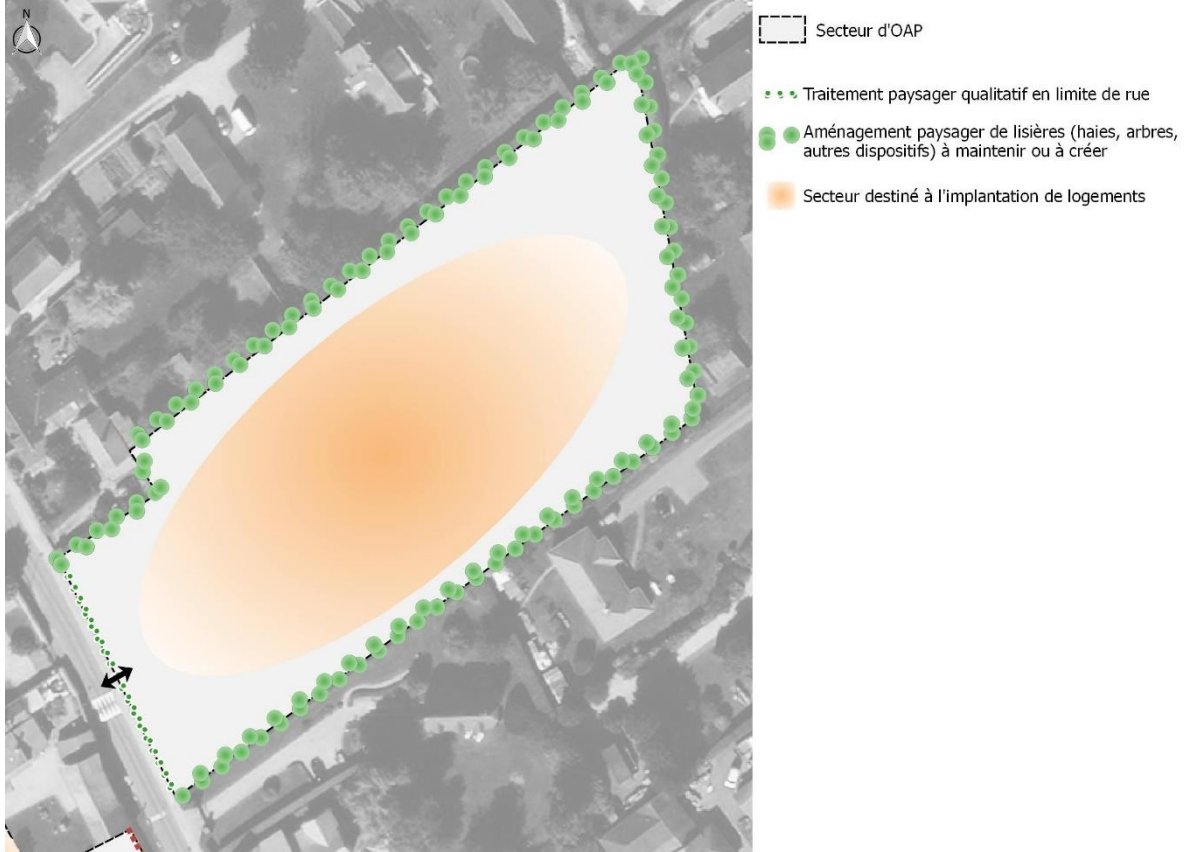 N
Secteur d'OAP
Traitement paysager qualitatif en limite de rue
Aménagement paysager de lisières (haies, arbres,
autres dispositifs) à maintenir ou à créer
Secteur destiné à l'implantation de logements